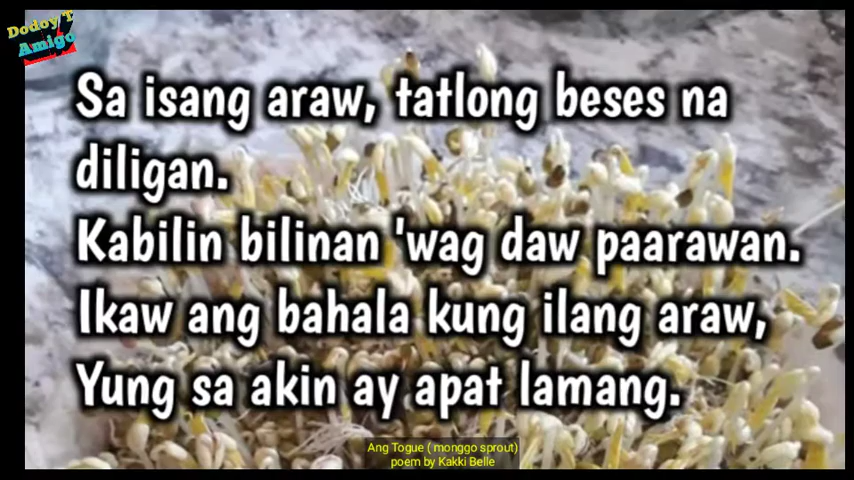 Dodoy T
Amigo
Sa isang araw, tatlong beses na
diligan.
Kabilin bilinan 'wag daw paarawan.
Ikaw ang bahala kung ilang araw,
Yung sa akin ay apat lamang.
Ang Togue ( monggo sprout)
poem by Kakki Belle